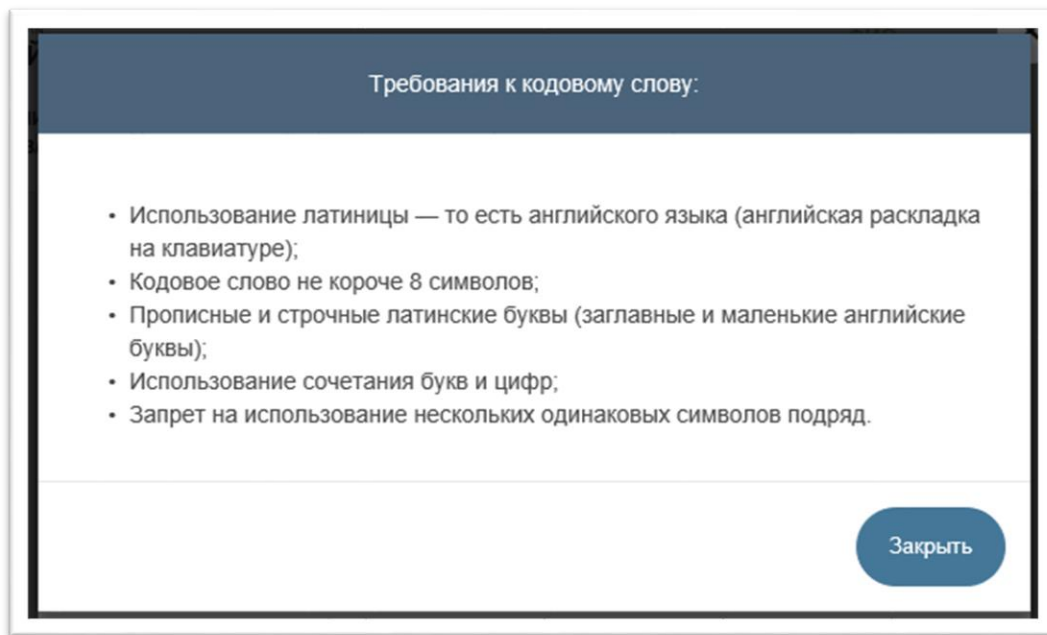 Требования к кодовому слову:
• Использование латиницы — то есть английского языка (английская раскладка
на клавиатуре);
• Кодовое слово не короче 8 символов;
• Прописные и строчные латинские буквы (заглавные и маленькие английские
буквы);
• Использование сочетания букв и цифр;
• Запрет на использование нескольких одинаковых символов подряд.
Закрыть